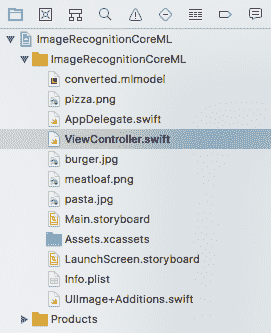 ImageRecognitionCoreML
ImageRecognitionCoreML
converted.mlmodel
pizza.png
AppDelegate.swift
ViewController.swift
burger.jpg
meatloaf.png
pasta.jpg
Main.storyboard
Assets.xcassets
LaunchScreen.storyboard
Info.plist
UIImage+Additions.swift
Products